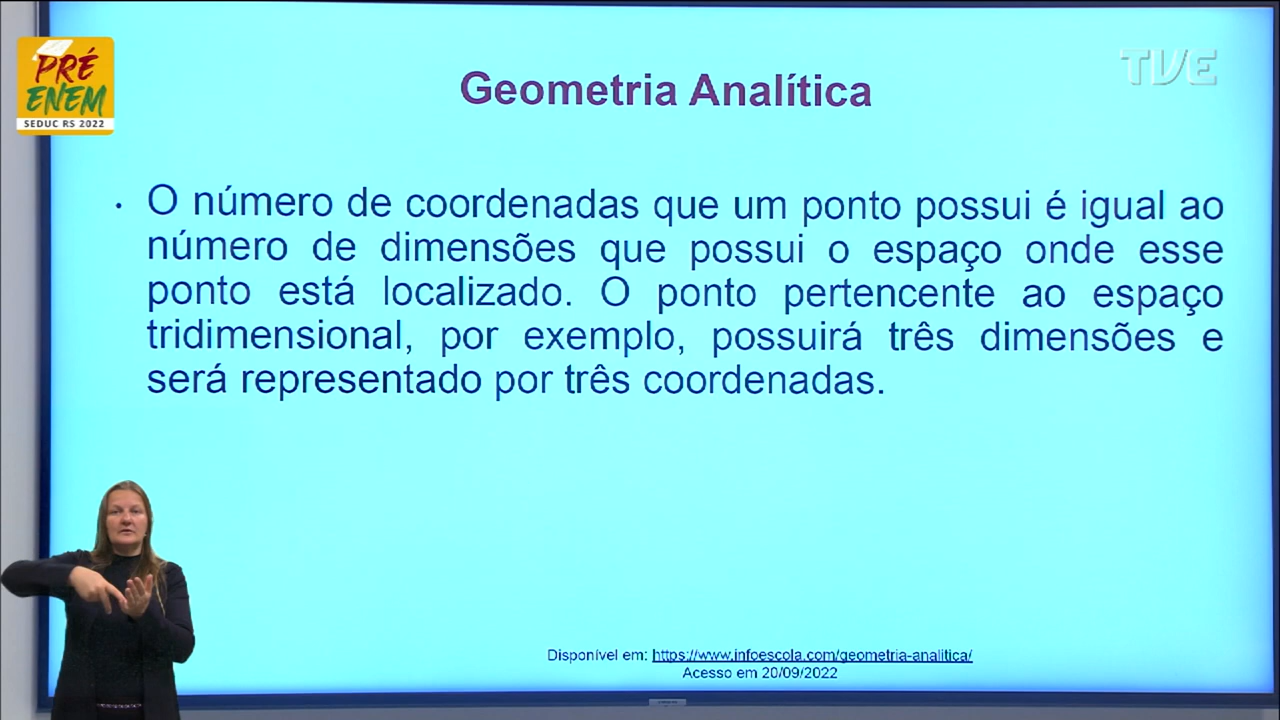 PRÉ
ENEM
SEDUC RS 2022
TVE
Geometria Analítica
• O número de coordenadas que um ponto possui é igual ao
número de dimensões que possui o espaço onde esse
ponto está localizado. O ponto pertencente ao espaço
tridimensional, por exemplo, possuirá três dimensões e
será representado por três coordenadas.
Disponível em: https://www.infoescola.com/geometria-analitica/
Acesso em 20/09/2022